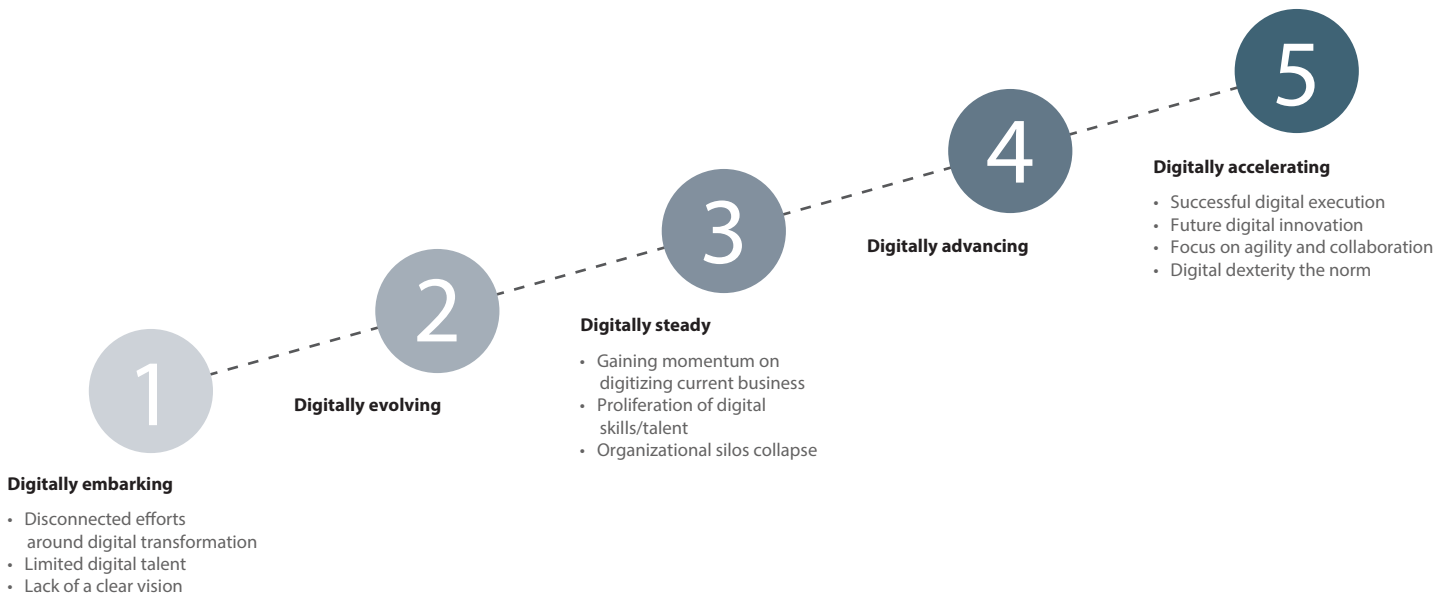 1
Digitally embarking
• Disconnected efforts
around digital transformation
• Limited digital talent
• Lack of a clear vision
2
Digitally evolving
3
Digitally steady
• Gaining momentum on
digitizing current business
• Proliferation of digital
skills/talent
• Organizational silos collapse
4
Digitally advancing
5
Digitally accelerating
• Successful digital execution
• Future digital innovation
• Focus on agility and collaboration
• Digital dexterity the norm